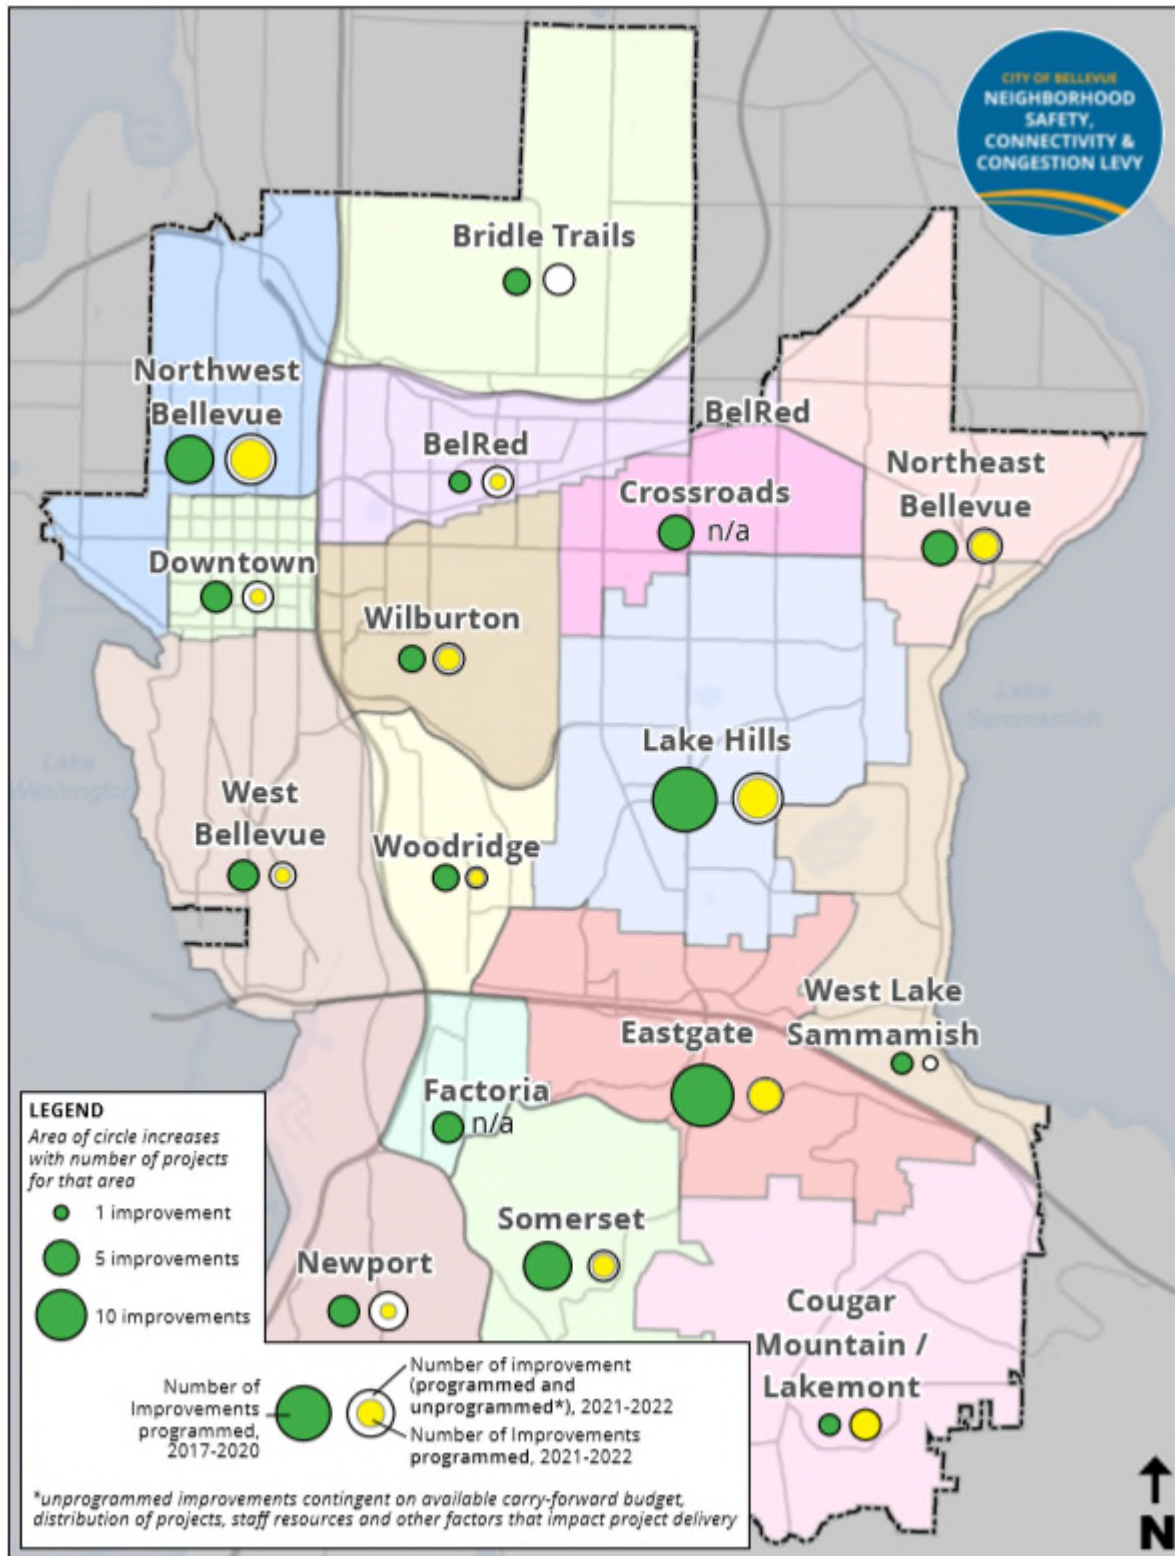 CITY OF BELLEVUE
NEIGHBORHOOD
SAFETY,
CONNECTIVITY &
CONGESTION LEVY
Bridle Trails
Northwest
Bellevue
BelRed
BelRed
Crossroads
n/a
Northeast
Bellevue
Downtown
Wilburton
Lake
Sammamish
Lake Hills
Lake
Washington
West
Bellevue
Woodridge
West Lake
Sammamish
Eastgate
Factoria
n/a
Somerset
Newport
Cougar
Mountain /
Lakemont
LEGEND
Area of circle increases
with number of projects
for that area
1 improvement
5 improvements
10 improvements
Number of
Improvements
programmed,
2017-2020
Number of improvement
(programmed and
unprogrammed*), 2021-2022
Number of Improvements
programmed, 2021-2022
*unprogrammed improvements contingent on available carry-forward budget,
distribution of projects, staff resources and other factors that impact project delivery
N